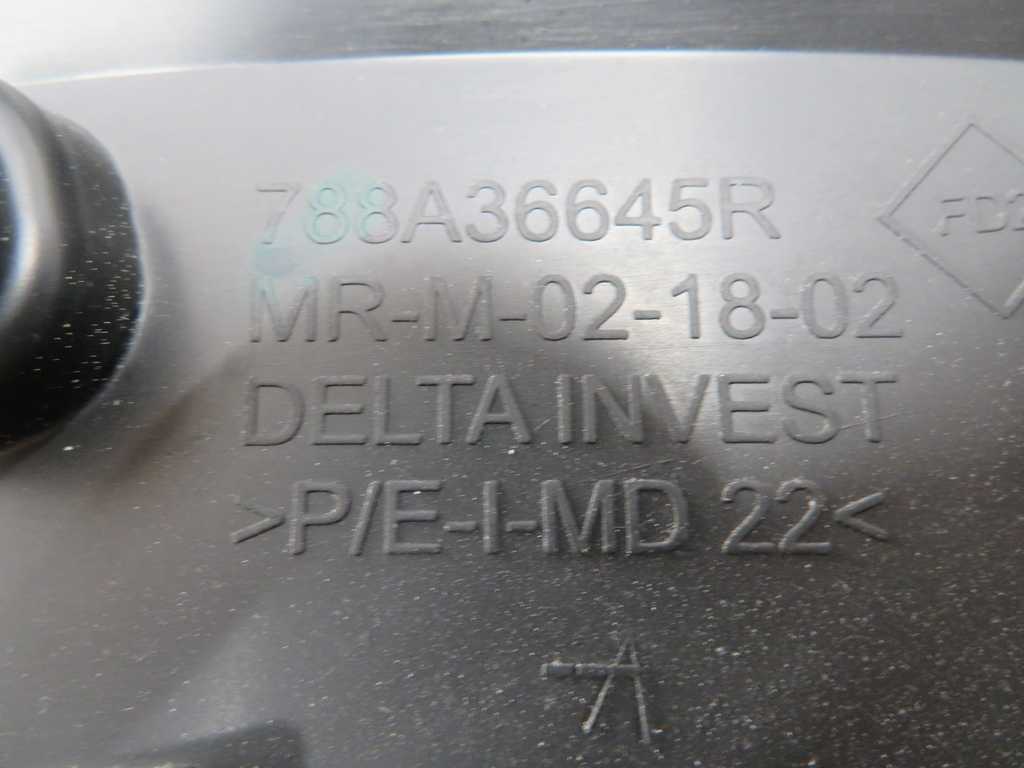 788A36645R
MR-M-02-18-02
DELTA INVEST
>P/E-I-MD 22<